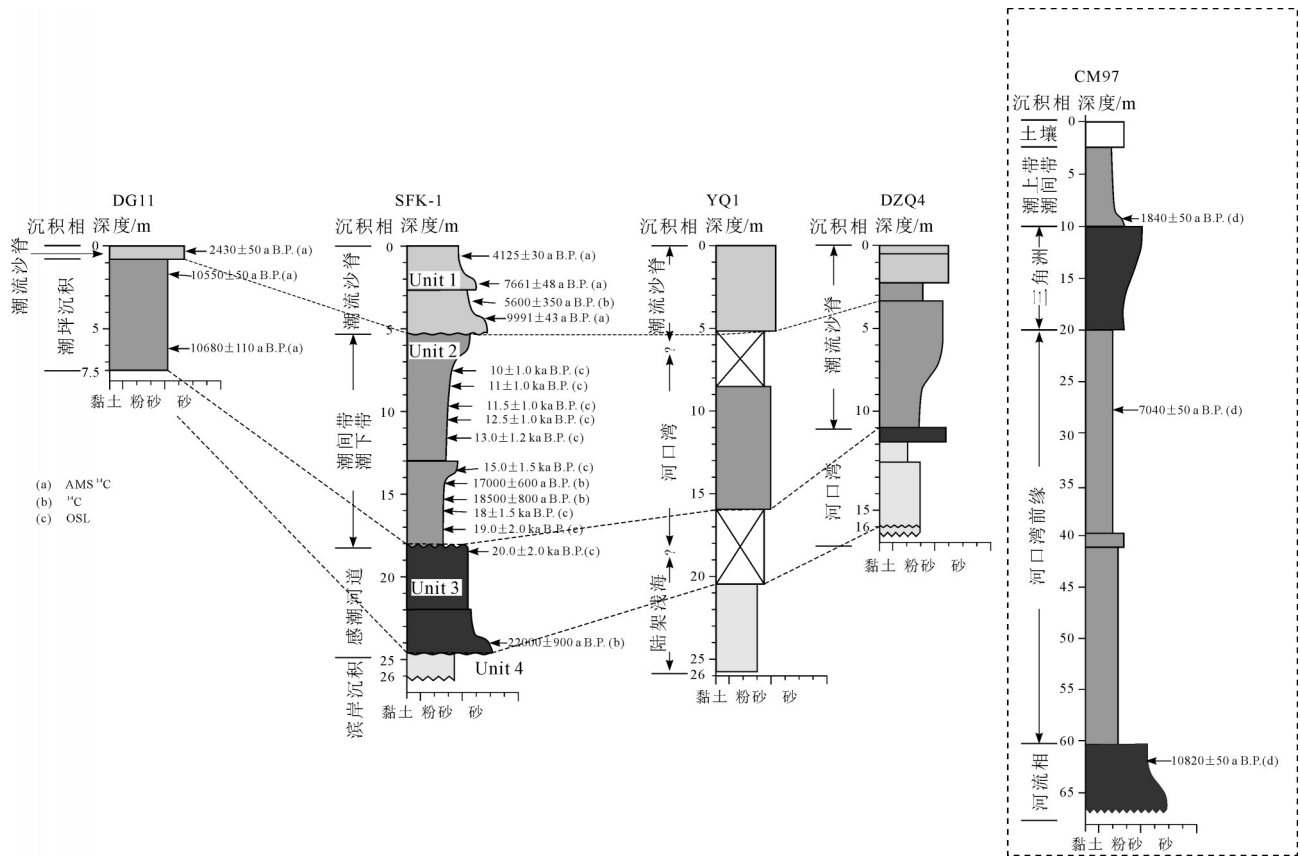 DG11
沉积相 深度/m
0
5
7.5
潮流沙脊
潮坪沉积
2430±50 a B.P. (a)
10550±50 a B.P. (a)
10680±110 a B.P. (a)
黏土 粉砂 砂
(a) AMS ¹⁴C
(b) ¹⁴C
(c) OSL
SFK-1
沉积相 深度/m
0
5
10
15
20
25
26
潮流沙脊
潮间带
潮下带
感潮河道
滨岸沉积
Unit 1
Unit 2
Unit 3
Unit 4
4125±30 a B.P. (a)
7661±48 a B.P. (a)
5600±350 a B.P. (b)
9991±43 a B.P. (a)
10±1.0 ka B.P. (c)
11±1.0 ka B.P. (c)
11.5±1.0 ka B.P. (c)
12.5±1.0 ka B.P. (c)
13.0±1.2 ka B.P. (c)
15.0±1.5 ka B.P. (c)
17000±600 a B.P. (b)
18500±800 a B.P. (b)
18±1.5 ka B.P. (c)
19.0±2.0 ka B.P. (c)
20.0±2.0 ka B.P. (c)
22000±900 a B.P. (b)
黏土 粉砂 砂
YQ1
沉积相 深度/m
0
5
10
15
20
25
26
潮流沙脊
?
河口湾
?
陆架浅海
黏土 粉砂 砂
DZQ4
沉积相 深度/m
0
5
10
15
16
潮流沙脊
河口湾
黏土 粉砂 砂
CM97
沉积相 深度/m
0
5
10
15
20
25
30
35
40
45
50
55
60
65
土壤
潮上带
潮间带
三角洲
河口湾前缘
河流相
1840±50 a B.P. (d)
7040±50 a B.P. (d)
10820±50 a B.P. (d)
黏土 粉砂 砂